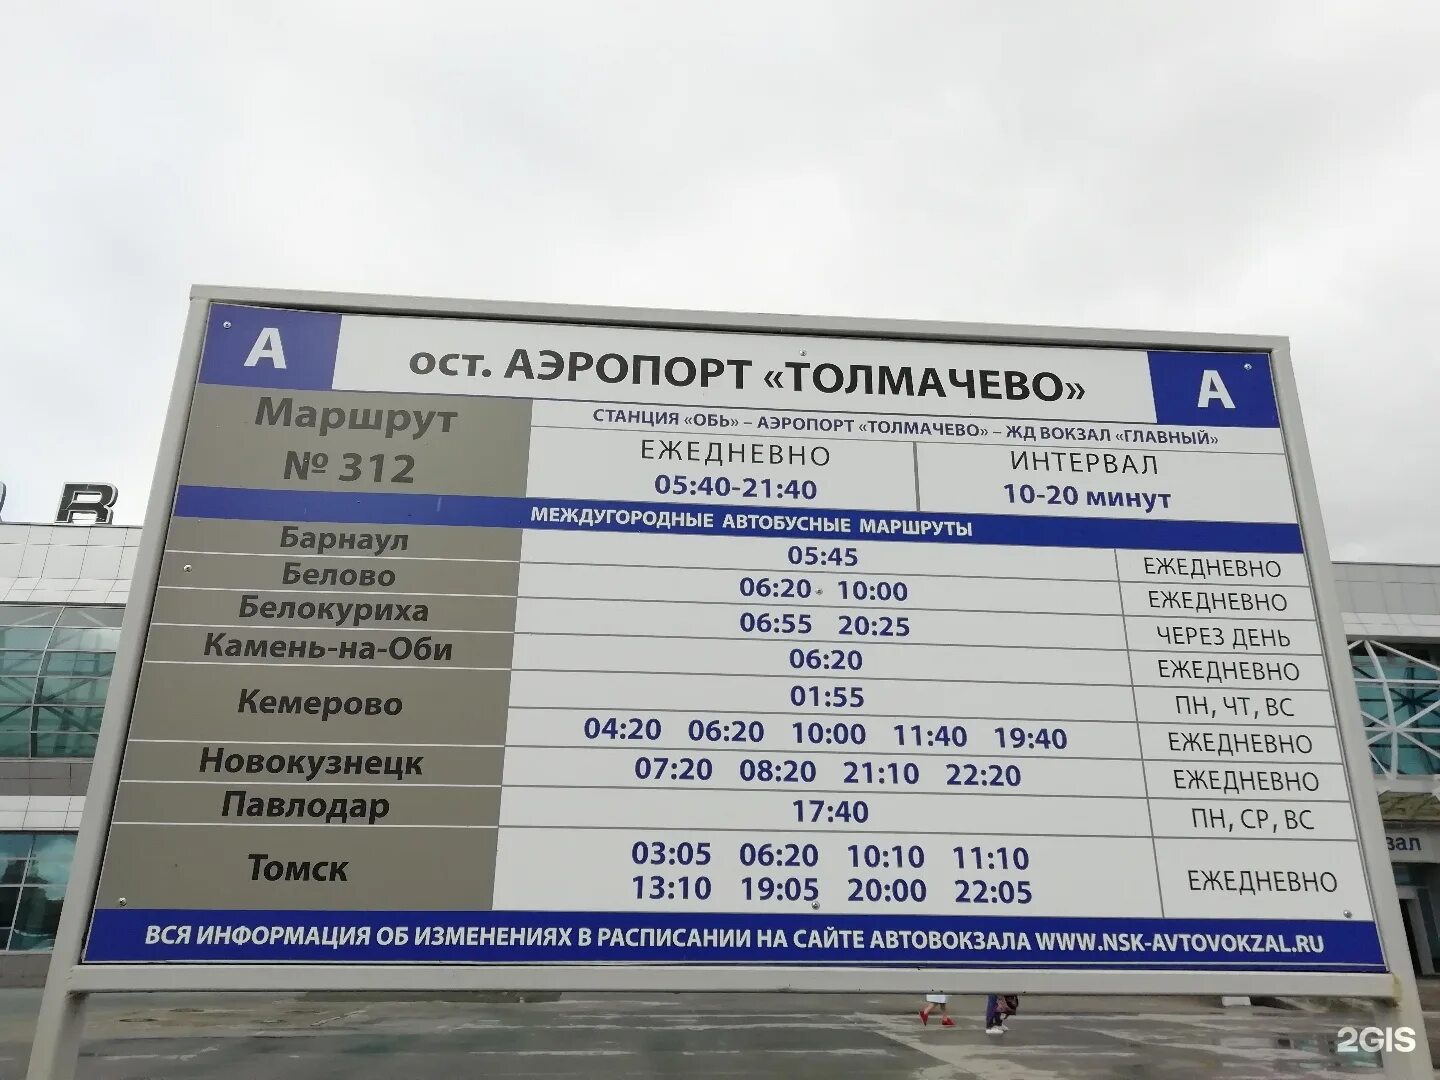 А ост. АЭРОПОРТ «ТОЛМАЧЕВО» А
Маршрут
№ 312
СТАНЦИЯ «ОБЬ» – АЭРОПОРТ «ТОЛМАЧЕВО» – ЖД ВОКЗАЛ «ГЛАВНЫЙ»
ЕЖЕДНЕВНО ИНТЕРВАЛ
05:40-21:40 10-20 минут
МЕЖДУГОРОДНЫЕ АВТОБУСНЫЕ МАРШРУТЫ
Барнаул 05:45 ЕЖЕДНЕВНО
Белово 06:20 10:00 ЕЖЕДНЕВНО
Белокуриха 06:55 20:25 ЧЕРЕЗ ДЕНЬ
Камень-на-Оби 06:20 ЕЖЕДНЕВНО
Кемерово 01:55 ПН, ЧТ, ВС
04:20 06:20 10:00 11:40 19:40 ЕЖЕДНЕВНО
Новокузнецк 07:20 08:20 21:10 22:20 ЕЖЕДНЕВНО
Павлодар 17:40 ПН, СР, ВС
Томск 03:05 06:20 10:10 11:10 ЕЖЕДНЕВНО
13:10 19:05 20:00 22:05
ВСЯ ИНФОРМАЦИЯ ОБ ИЗМЕНЕНИЯХ В РАСПИСАНИИ НА САЙТЕ АВТОВОКЗАЛА WWW.NSK-AVTOVOKZAL.RU
2GIS